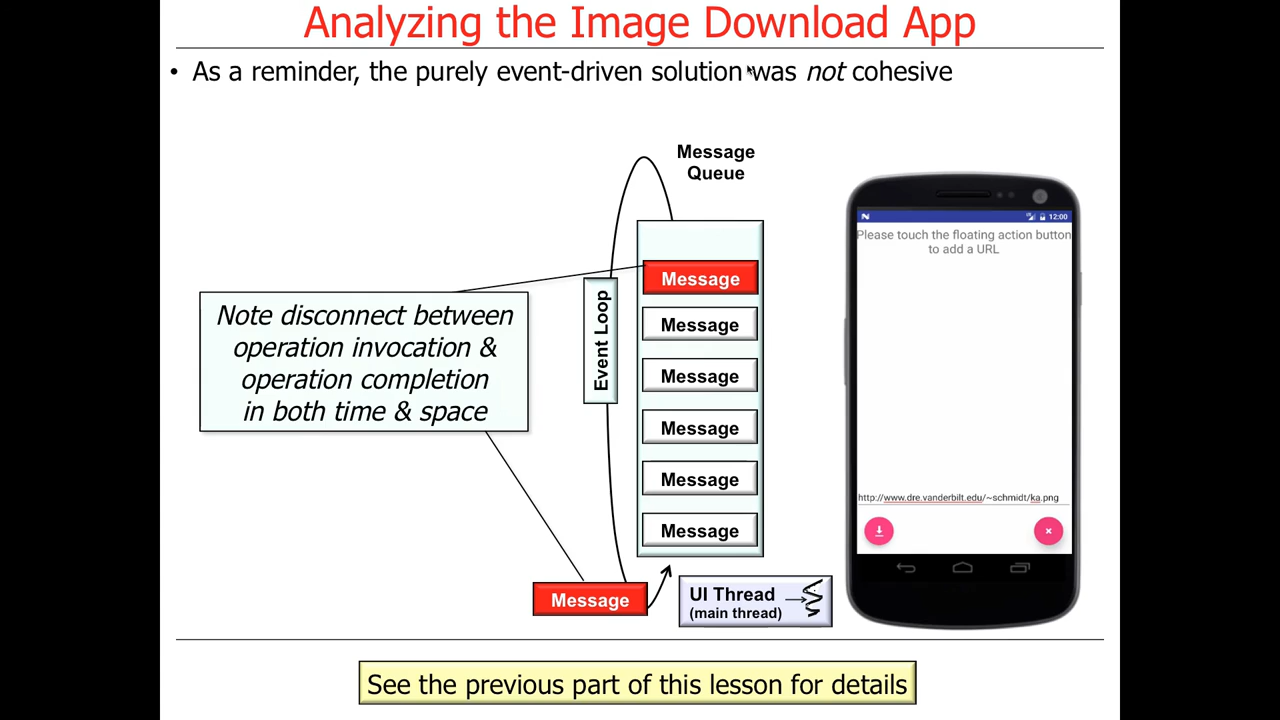 Analyzing the Image Download App
• As a reminder, the purely event-driven solution was not cohesive
Message
Queue
Message
Message
Message
Message
Message
Message
Event Loop
Note disconnect between
operation invocation &
operation completion
in both time & space
Message
UI Thread
(main thread)
12:00
Please touch the floating action button
to add a URL
http://www.dre.vanderbilt.edu/~schmidt/ka.png
See the previous part of this lesson for details